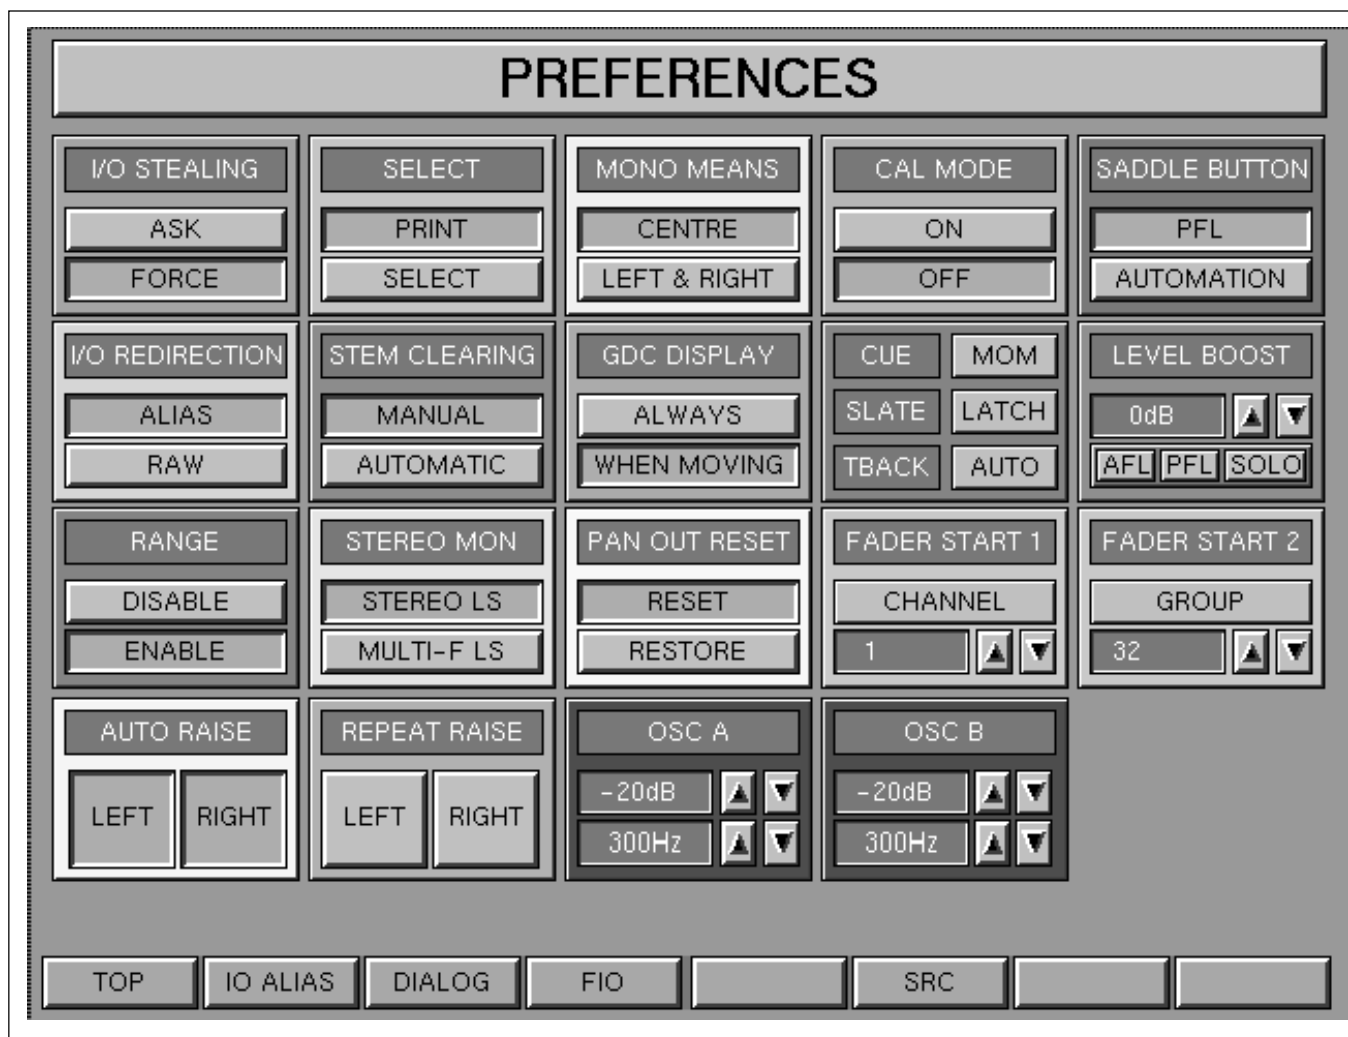 PREFERENCES
I/O STEALING
ASK
FORCE
SELECT
PRINT
SELECT
MONO MEANS
CENTRE
LEFT & RIGHT
CAL MODE
ON
OFF
SADDLE BUTTON
PFL
AUTOMATION
I/O REDIRECTION
ALIAS
RAW
STEM CLEARING
MANUAL
AUTOMATIC
GDC DISPLAY
ALWAYS
WHEN MOVING
CUE MOM
SLATE LATCH
TBACK AUTO
LEVEL BOOST
0dB
AFL PFL SOLO
RANGE
DISABLE
ENABLE
STEREO MON
STEREO LS
MULTI-F LS
PAN OUT RESET
RESET
RESTORE
FADER START 1
CHANNEL
1
FADER START 2
GROUP
32
AUTO RAISE
LEFT RIGHT
REPEAT RAISE
LEFT RIGHT
OSC A
-20dB
300Hz
OSC B
-20dB
300Hz
TOP IO ALIAS DIALOG FIO SRC